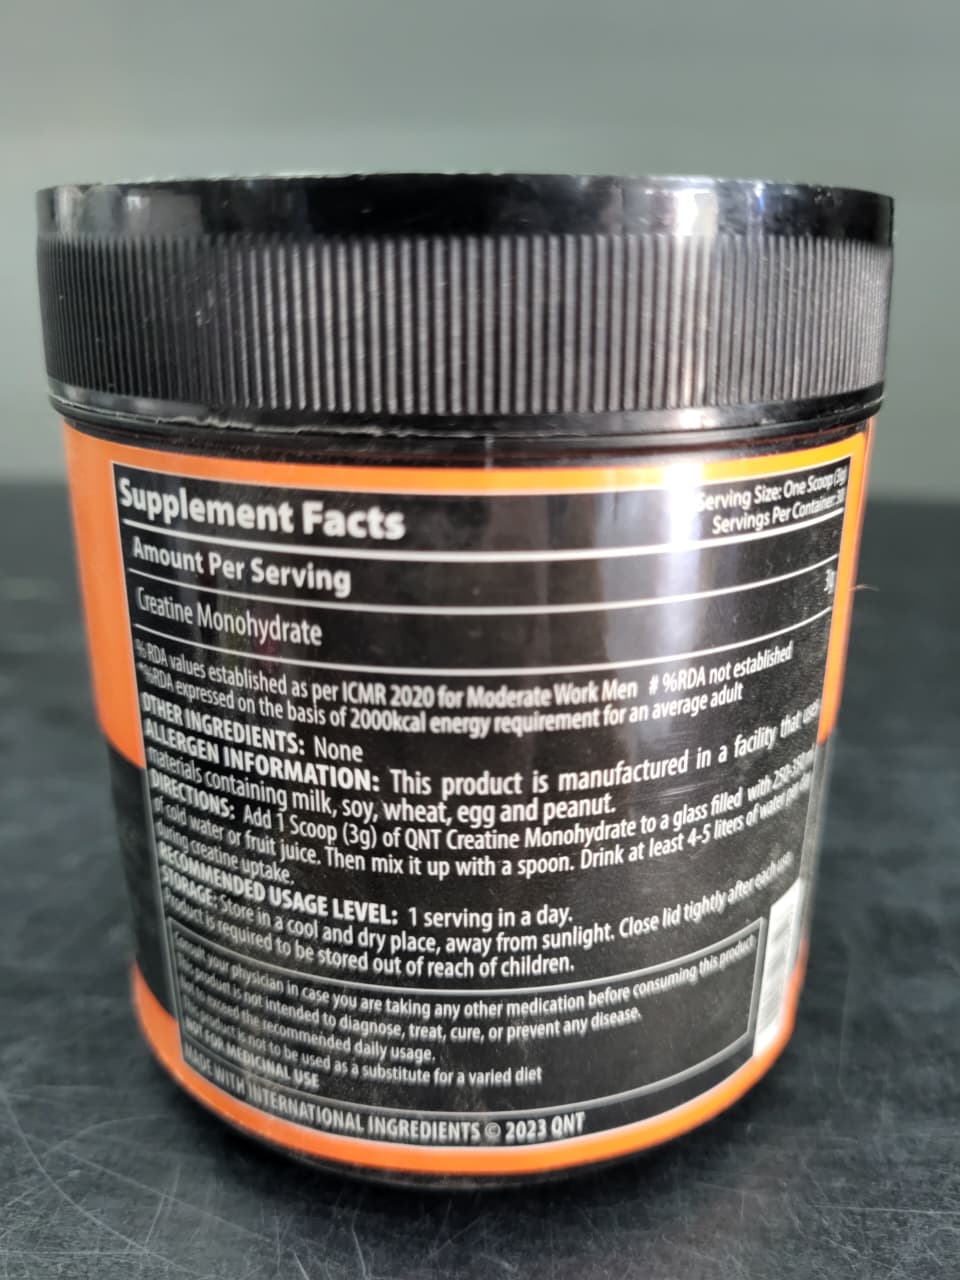 Supplement Facts
Serving Size: One Scoop (3g)
Servings Per Container: 30
Amount Per Serving
Creatine Monohydrate 3g
%RDA values established as per ICMR 2020 for Moderate Work Men # %RDA not established
*%RDA expressed on the basis of 2000kcal energy requirement for an average adult
OTHER INGREDIENTS: None
ALLERGEN INFORMATION: This product is manufactured in a facility that uses
materials containing milk, soy, wheat, egg and peanut.
DIRECTIONS: Add 1 Scoop (3g) of QNT Creatine Monohydrate to a glass filled with 250-350 ml
of cold water or fruit juice. Then mix it up with a spoon. Drink at least 4-5 liters of water per day
during creatine uptake.
RECOMMENDED USAGE LEVEL: 1 serving in a day.
STORAGE: Store in a cool and dry place, away from sunlight. Close lid tightly after each use.
Product is required to be stored out of reach of children.
Consult your physician in case you are taking any other medication before consuming this product
This product is not intended to diagnose, treat, cure, or prevent any disease.
Not to exceed the recommended daily usage.
This product is not to be used as a substitute for a varied diet
NOT FOR MEDICINAL USE
MADE WITH INTERNATIONAL INGREDIENTS © 2023 QNT